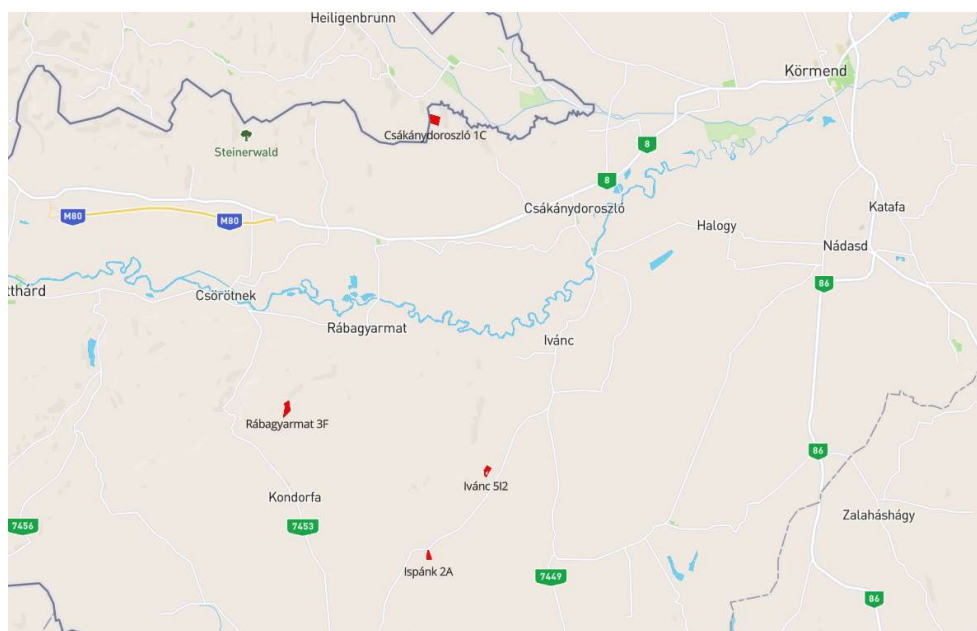 Heiligenbrunn
Körmend
Csákánydoroszló 1C
Steinerwald
8
8
Csákánydoroszló
Katafa
M80
M80
Halogy
Nádasd
86
tthárd
Csörötnek
Rábagyarmat
Ivánc
Rábagyarmat 3F
86
Ivánc 5I2
Kondorfa
Zalaháshágy
7456
7453
Ispánk 2A
7449
86